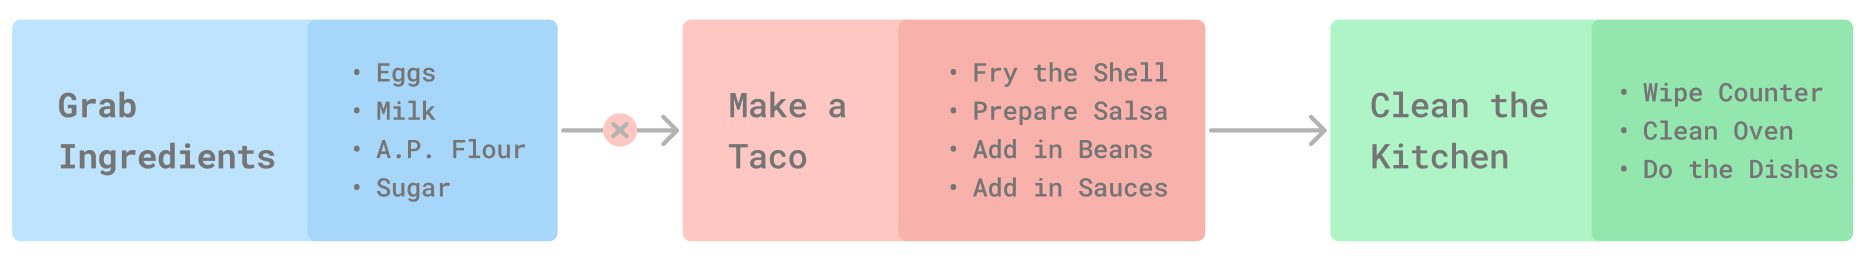 Grab
Ingredients
• Eggs
• Milk
• A.P. Flour
• Sugar
Make a
Taco
• Fry the Shell
• Prepare Salsa
• Add in Beans
• Add in Sauces
Clean the
Kitchen
• Wipe Counter
• Clean Oven
• Do the Dishes